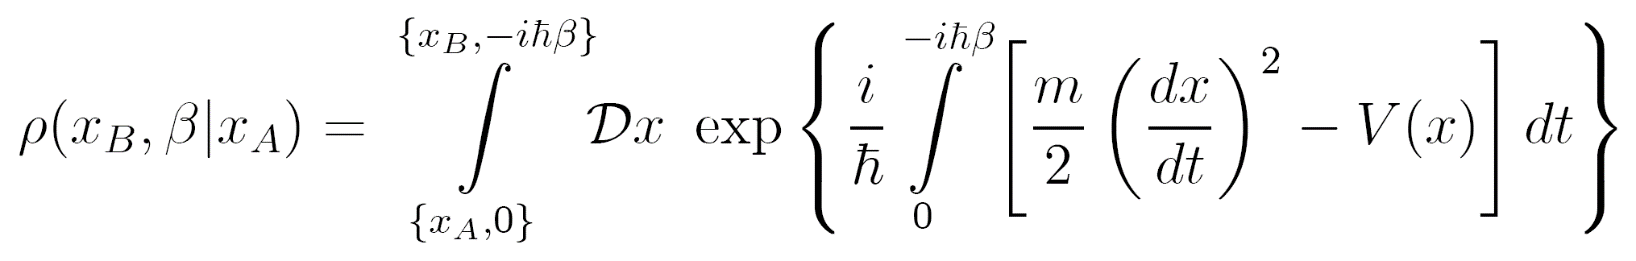 ρ(x_B, β|x_A) = ∫_{{x_A,0}}^{{x_B,−iħβ}} 𝒟x exp{ (i/ħ) ∫_0^{−iħβ} [ (m/2) (dx/dt)^2 − V(x) ] dt }